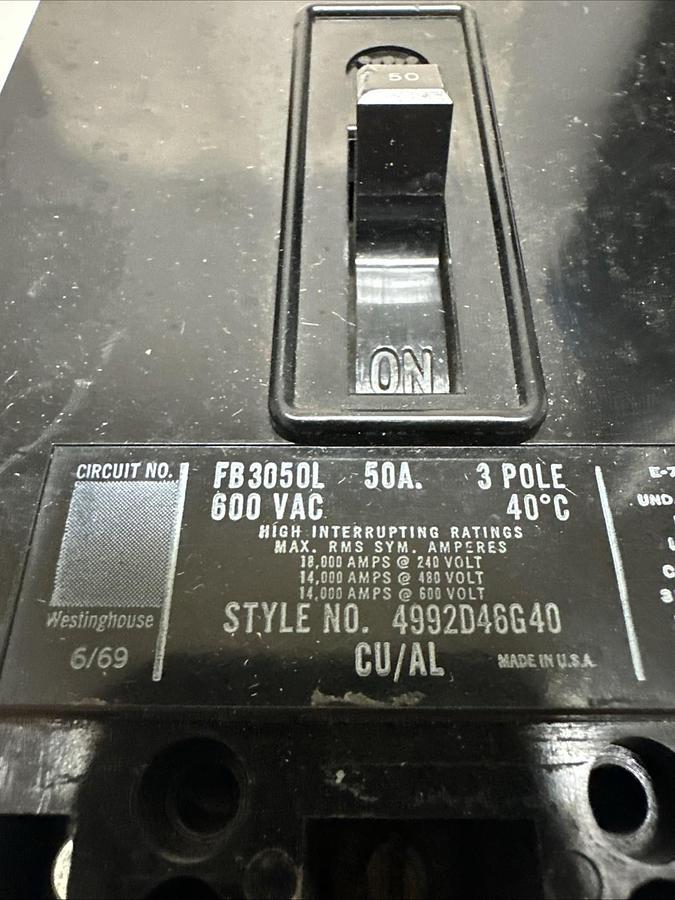 50
ON
CIRCUIT NO.
FB3050L 50A. 3 POLE
600 VAC 40°C
HIGH INTERRUPTING RATINGS
MAX. RMS SYM. AMPERES
18,000 AMPS @ 240 VOLT
14,000 AMPS @ 480 VOLT
14,000 AMPS @ 600 VOLT
STYLE NO. 4992D46G40
CU/AL MADE IN U.S.A.
Westinghouse
6/69
E-7
UND